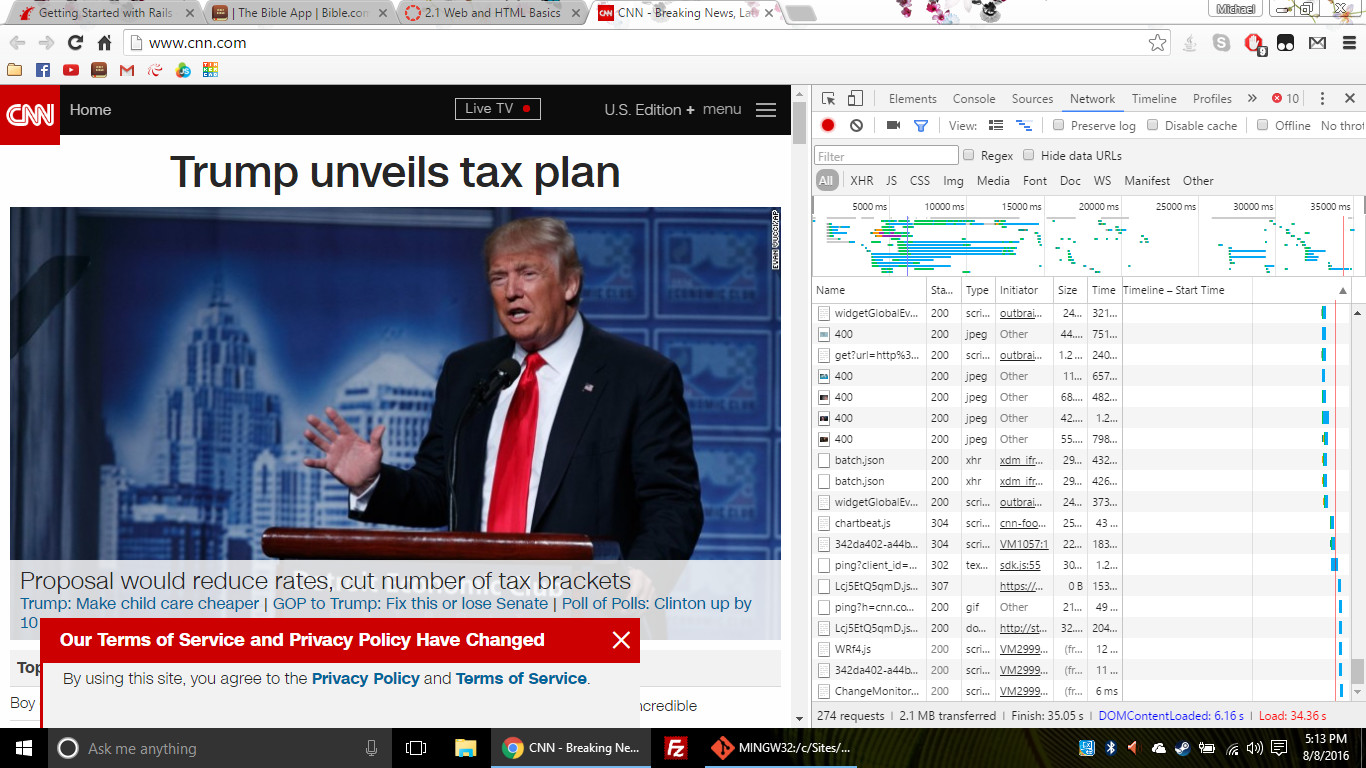 Getting Started with Rails
| The Bible App | Bible.com
2.1 Web and HTML Basics
CNN - Breaking News, La
Michael
www.cnn.com
9
CNN
Home
Live TV
U.S. Edition +
menu
Trump unveils tax plan
EVAN VUCCI/AP
Proposal would reduce rates, cut number of tax brackets
Trump: Make child care cheaper | GOP to Trump: Fix this or lose Senate | Poll of Polls: Clinton up by
10
Our Terms of Service and Privacy Policy Have Changed
By using this site, you agree to the Privacy Policy and Terms of Service.
Top
Boy
ncredible
Elements Console Sources Network Timeline Profiles » 10
View: Preserve log Disable cache Offline No thro
Filter Regex Hide data URLs
All XHR JS CSS Img Media Font Doc WS Manifest Other
5000 ms 10000 ms 15000 ms 20000 ms 25000 ms 30000 ms 35000 ms
Name Sta... Type Initiator Size Time Timeline – Start Time
widgetGlobalEv... 200 scri... outbrai... 24... 321...
400 200 jpeg Other 44.... 751...
get?url=http%3... 200 scri... outbrai... 1.2 ... 240...
400 200 jpeg Other 11... 657...
400 200 jpeg Other 68.... 482...
400 200 jpeg Other 42.... 1.2...
400 200 jpeg Other 55.... 798...
batch.json 200 xhr xdm_ifr... 29... 432...
batch.json 200 xhr xdm_ifr... 29... 426...
widgetGlobalEv... 200 scri... outbrai... 24... 373...
chartbeat.js 304 scri... cnn-foo... 25... 43 ...
342da402-a44b... 304 scri... VM1057:1 22... 183...
ping?client_id=... 302 tex... sdk.js:55 30... 1.2...
Lcj5EtQ5qmD.js... 307 https:/... 0 B 153...
ping?h=cnn.co... 200 gif Other 21... 49 ...
Lcj5EtQ5qmD.js... 200 do... http://st... 32.... 204...
WRf4.js 200 scri... VM2999... (fr... 12 ...
342da402-a44b... 200 scri... VM2999... (fr... 11 ...
ChangeMonitor... 200 scri... VM2999... (fr... 6 ms
274 requests | 2.1 MB transferred | Finish: 35.05 s | DOMContentLoaded: 6.16 s | Load: 34.36 s
Ask me anything
CNN - Breaking Ne...
Fz
MINGW32:/c/Sites/...
5:13 PM
8/8/2016